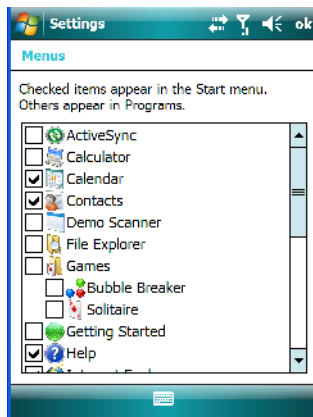 Settings
ok
Menus
Checked items appear in the Start menu.
Others appear in Programs.
ActiveSync
Calculator
Calendar
Contacts
Demo Scanner
File Explorer
Games
Bubble Breaker
Solitaire
Getting Started
Help